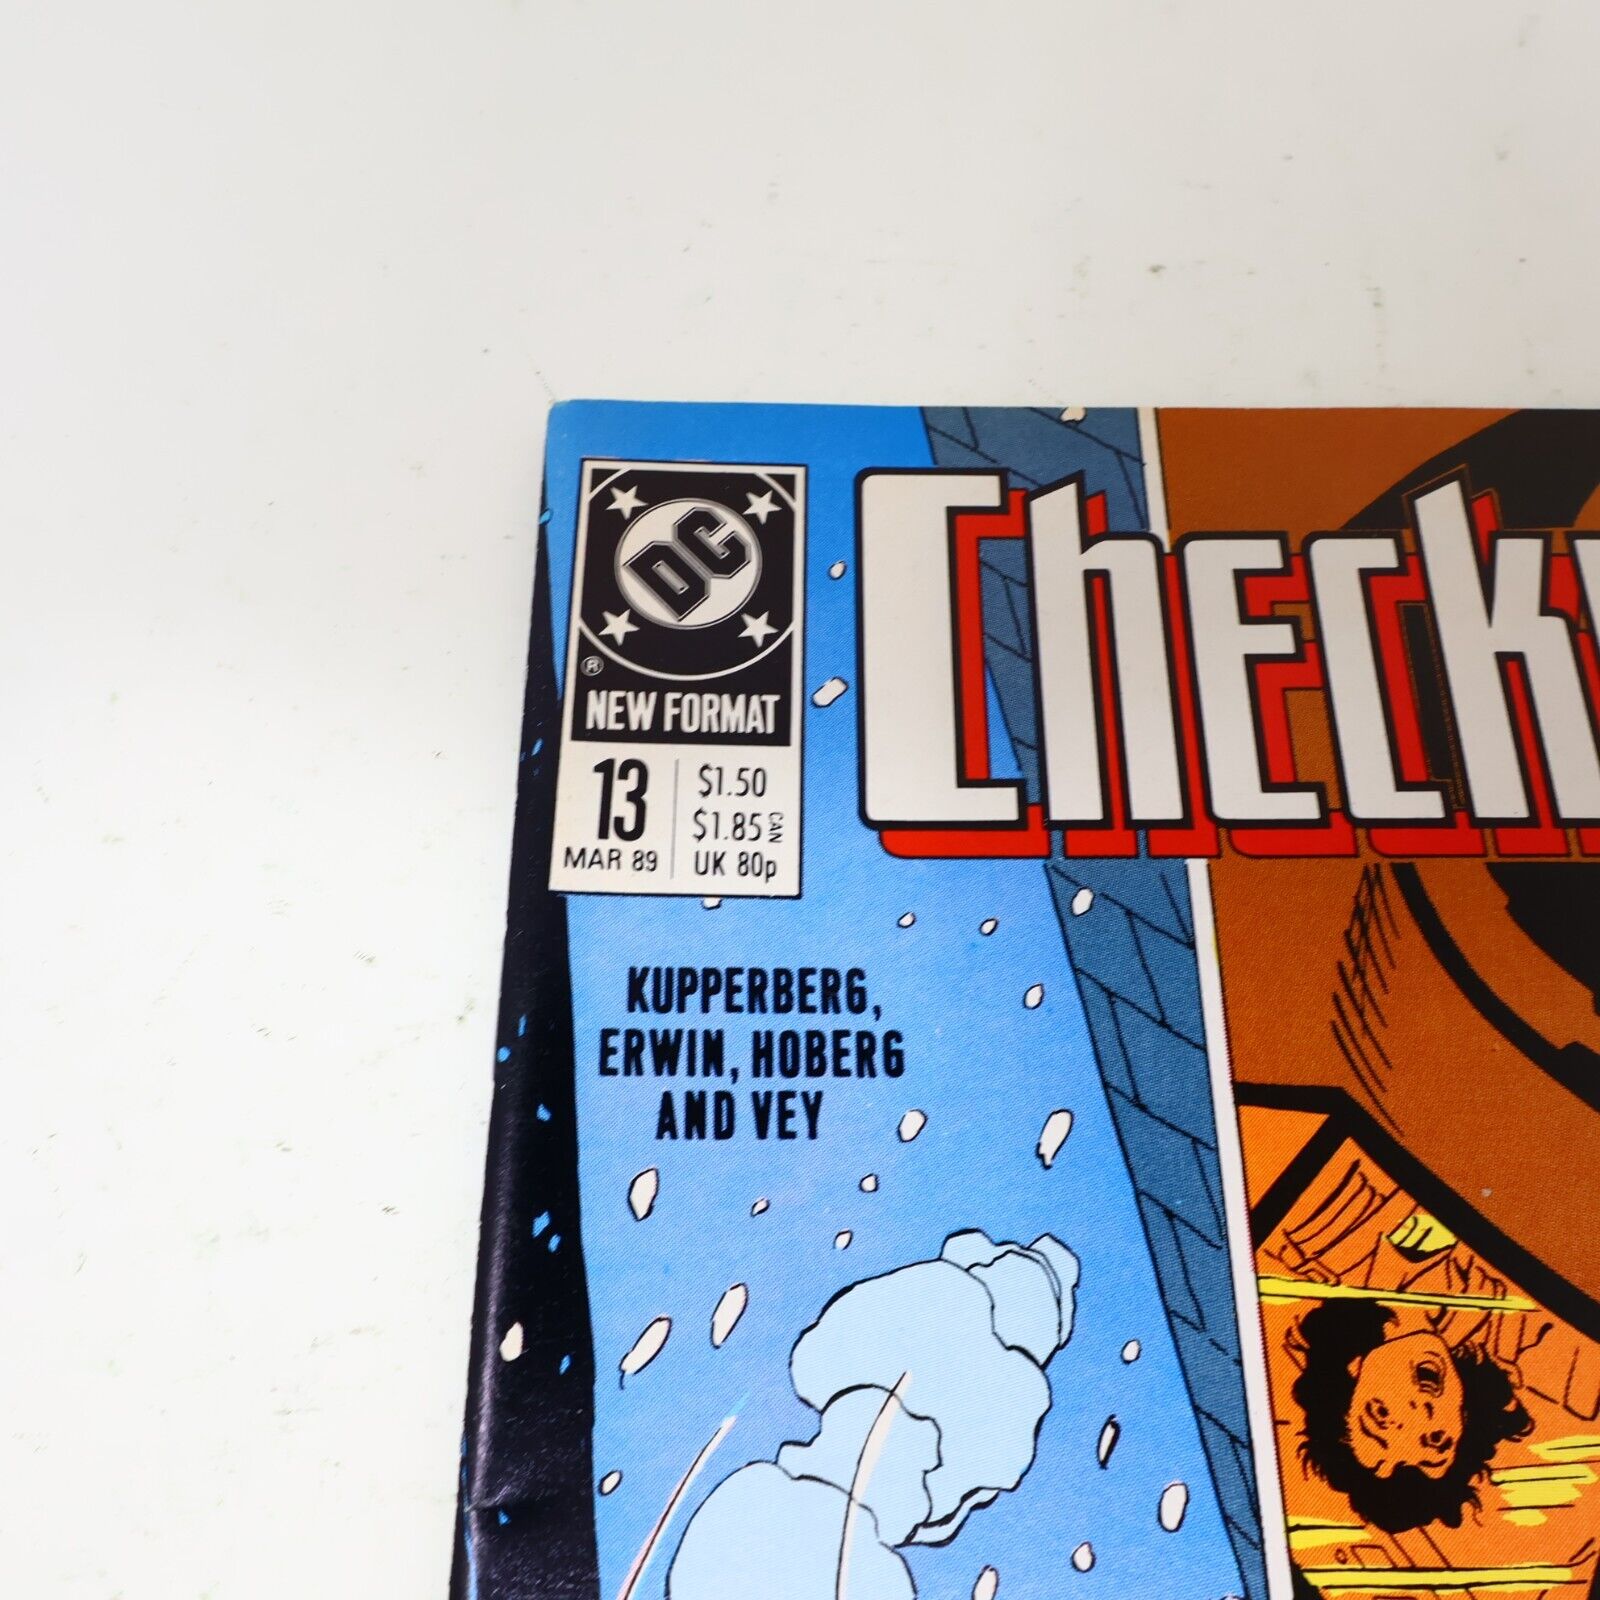 DC
®
NEW FORMAT
13
MAR 89
$1.50
$1.85 CAN
UK 80p
Check
KUPPERBERG,
ERWIN, HOBERG
AND VEY